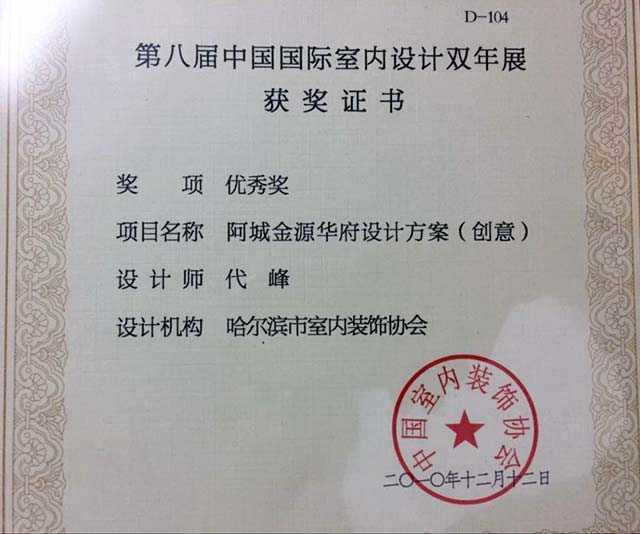 D-104
第八届中国国际室内设计双年展
获奖证书
奖 项 优秀奖
项目名称 阿城金源华府设计方案(创意)
设计师 代 峰
设计机构 哈尔滨市室内装饰协会
中国室内装饰协会
二〇一〇年十二月十二日